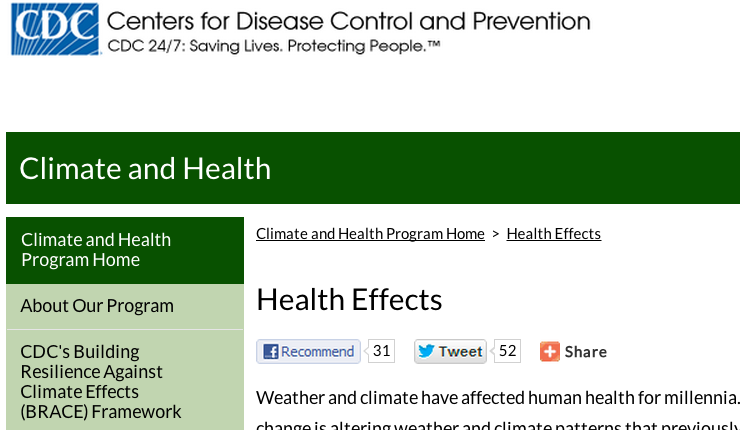 CDC
Centers for Disease Control and Prevention
CDC 24/7: Saving Lives. Protecting People.™
Climate and Health
Climate and Health
Program Home
About Our Program
CDC's Building
Resilience Against
Climate Effects
(BRACE) Framework
Climate and Health Program Home > Health Effects
Health Effects
Recommend 31 Tweet 52 Share
Weather and climate have affected human health for millennia.
change is altering weather and climate patterns that previously